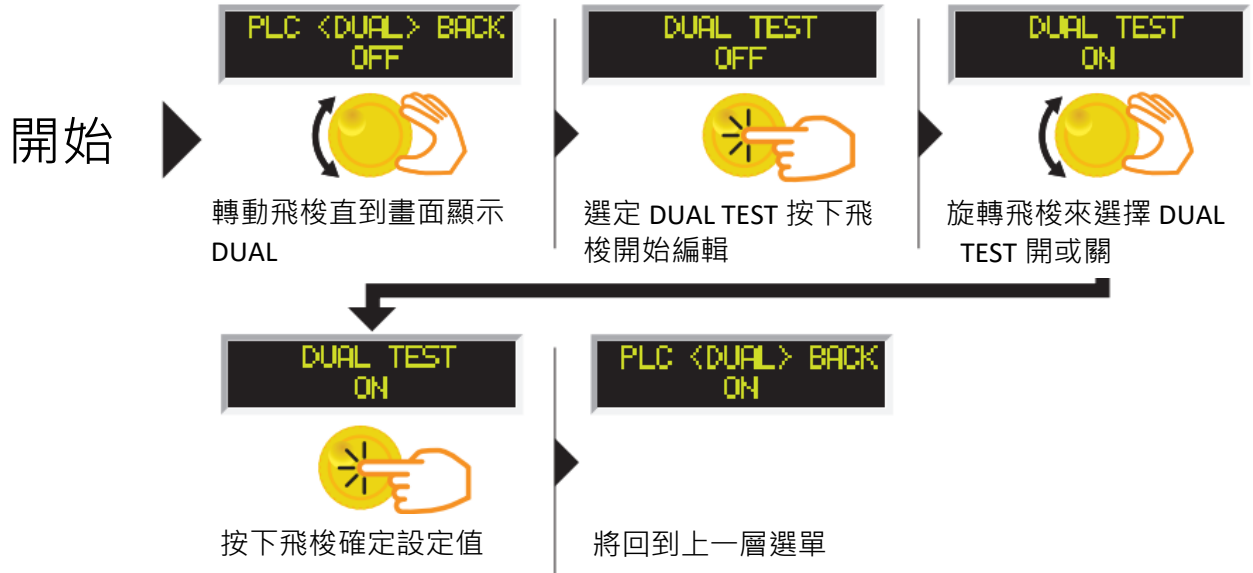 PLC <DUAL> BACK
OFF
DUAL TEST
OFF
DUAL TEST
ON
開始
轉動飛梭直到畫面顯示
DUAL
選定 DUAL TEST 按下飛
梭開始編輯
旋轉飛梭來選擇 DUAL
TEST 開或關
DUAL TEST
ON
PLC <DUAL> BACK
ON
按下飛梭確定設定值
將回到上一層選單